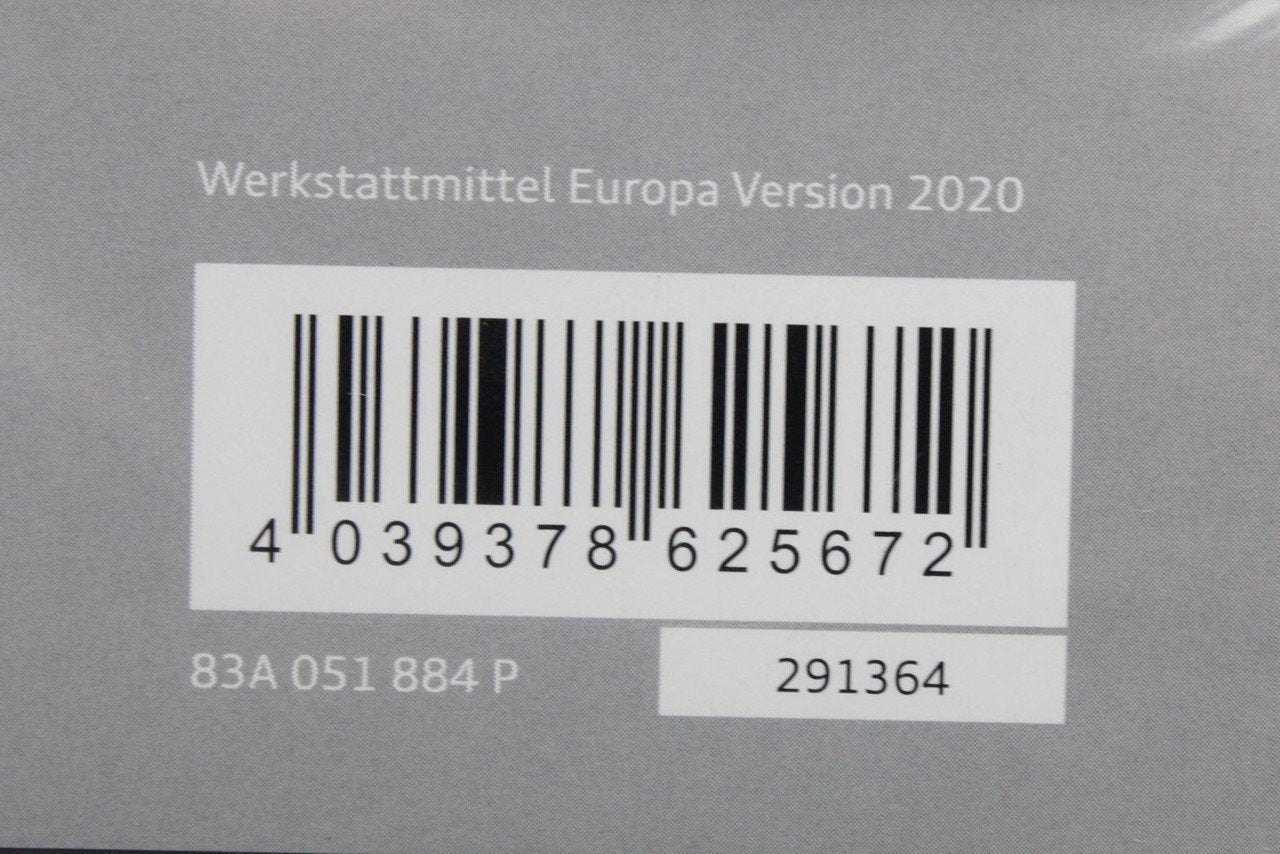 Werkstattmittel Europa Version 2020
4 039378 625672
83A 051 884 P
291364